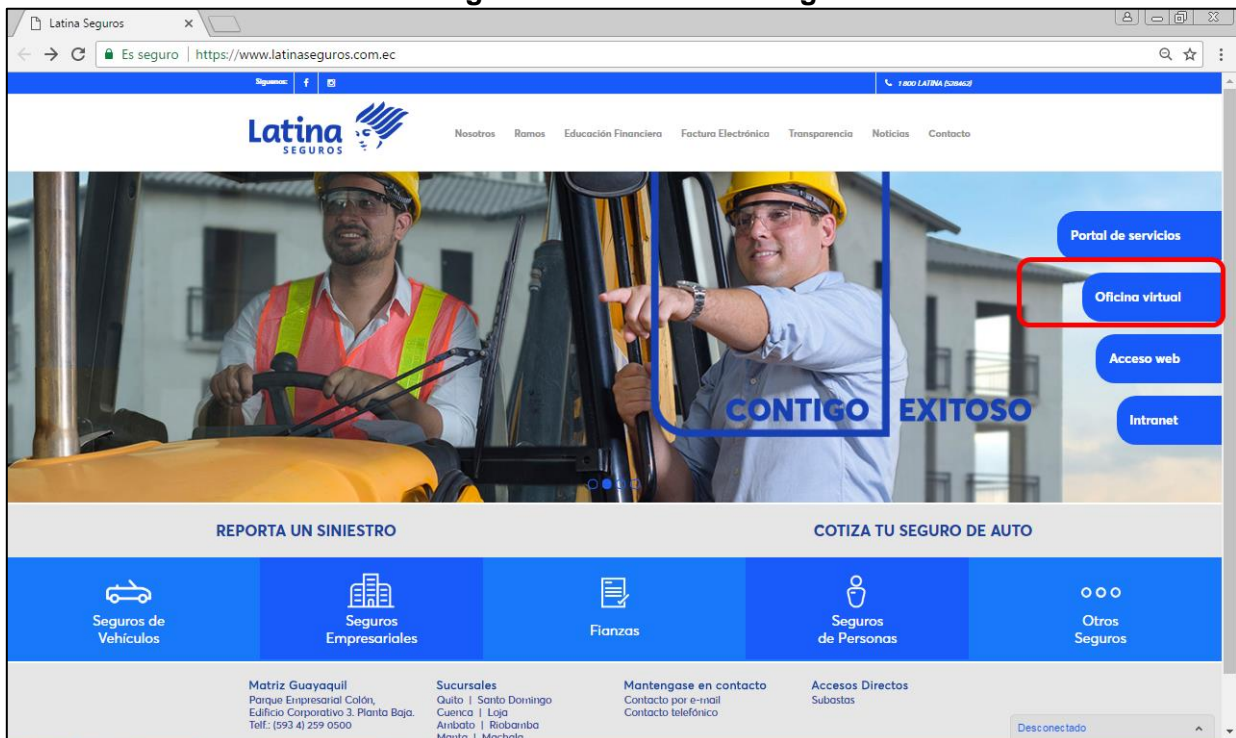 Latina Seguros
Es seguro | https://www.latinaseguros.com.ec
Síguenos:
1 800 LATINA (528462)
Latina
SEGUROS
Nosotros Ramos Educación Financiera Factura Electrónica Transparencia Noticias Contacto
Portal de servicios
Oficina virtual
Acceso web
Intranet
CONTIGO EXITOSO
REPORTA UN SINIESTRO
COTIZA TU SEGURO DE AUTO
Seguros de
Vehículos
Seguros
Empresariales
Fianzas
Seguros
de Personas
Otros
Seguros
Matriz Guayaquil
Parque Empresarial Colón,
Edificio Corporativo 3. Planta Baja.
Telf.: (593 4) 259 0500
Sucursales
Quito | Santo Domingo
Cuenca | Loja
Ambato | Riobamba
Manta | Machala
Mantengase en contacto
Contacto por e-mail
Contacto telefónico
Accesos Directos
Subastas
Desconectado